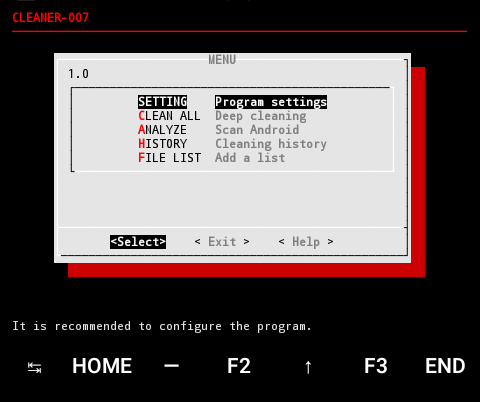 CLEANER-007
MENU
1.0
SETTING Program settings
CLEAN ALL Deep cleaning
ANALYZE Scan Android
HISTORY Cleaning history
FILE LIST Add a list
<Select> < Exit > < Help >
It is recommended to configure the program.
↹ HOME — F2 ↑ F3 END